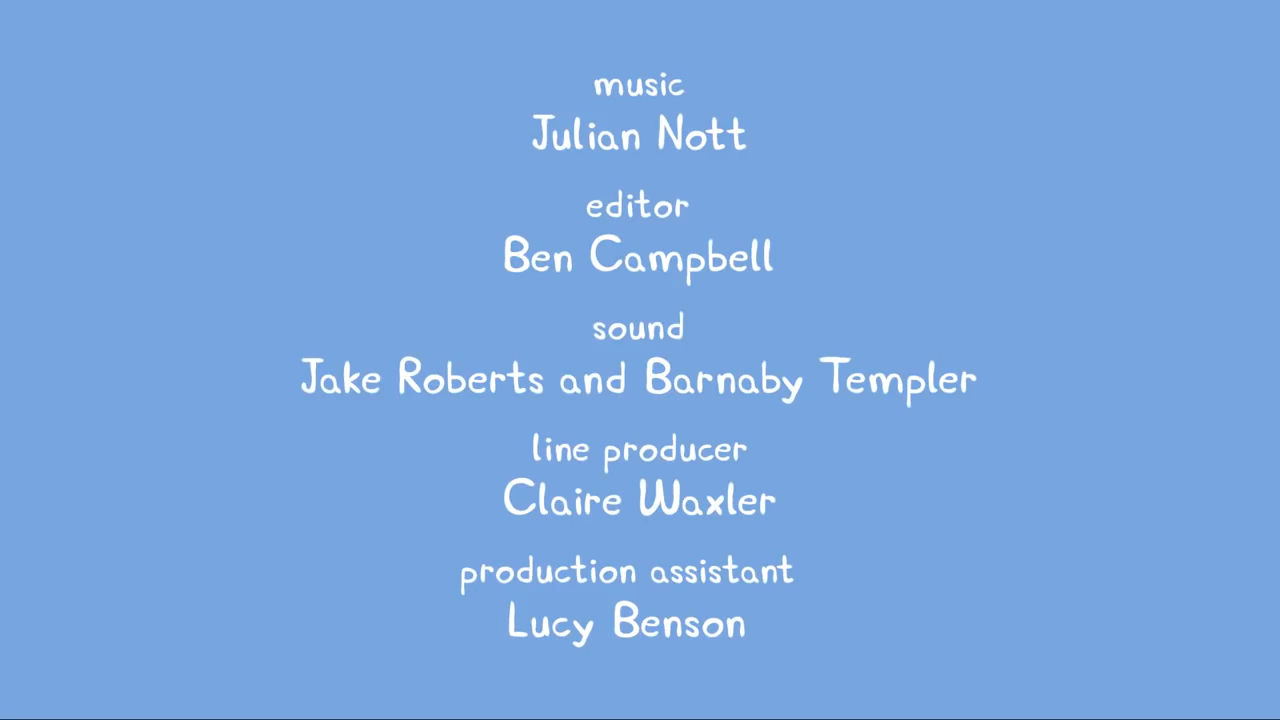 music
Julian Nott
editor
Ben Campbell
sound
Jake Roberts and Barnaby Templer
line producer
Claire Waxler
production assistant
Lucy Benson